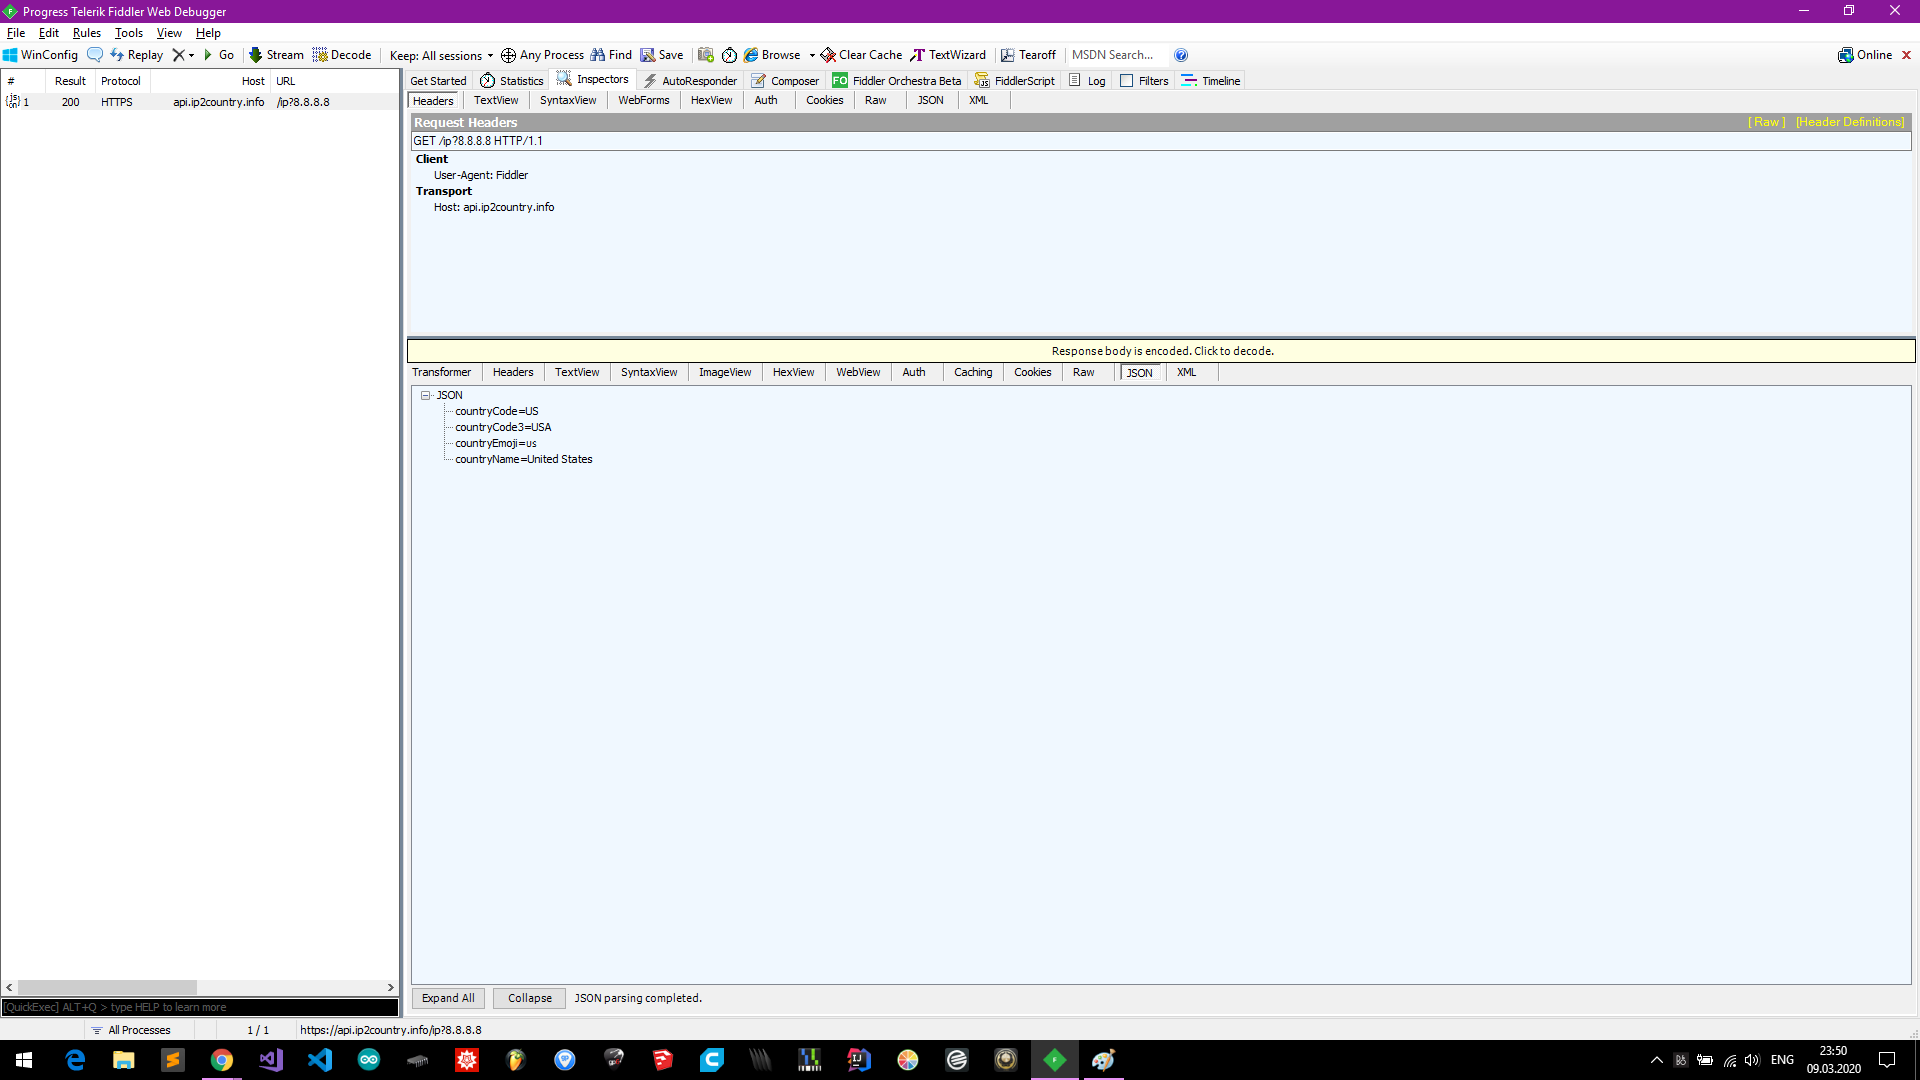 Progress Telerik Fiddler Web Debugger
File Edit Rules Tools View Help
WinConfig Replay Go Stream Decode Keep: All sessions Any Process Find Save Browse Clear Cache TextWizard Tearoff MSDN Search... Online
# Result Protocol Host URL
1 200 HTTPS api.ip2country.info /ip?8.8.8.8
Get Started Statistics Inspectors AutoResponder Composer FO Fiddler Orchestra Beta FiddlerScript Log Filters Timeline
Headers TextView SyntaxView WebForms HexView Auth Cookies Raw JSON XML
Request Headers [ Raw ] [Header Definitions]
GET /ip?8.8.8.8 HTTP/1.1
Client
User-Agent: Fiddler
Transport
Host: api.ip2country.info
Response body is encoded. Click to decode.
Transformer Headers TextView SyntaxView ImageView HexView WebView Auth Caching Cookies Raw JSON XML
JSON
countryCode=US
countryCode3=USA
countryEmoji=us
countryName=United States
Expand All Collapse JSON parsing completed.
[QuickExec] ALT+Q > type HELP to learn more
All Processes 1 / 1 https://api.ip2country.info/ip?8.8.8.8
ENG
23:50
09.03.2020